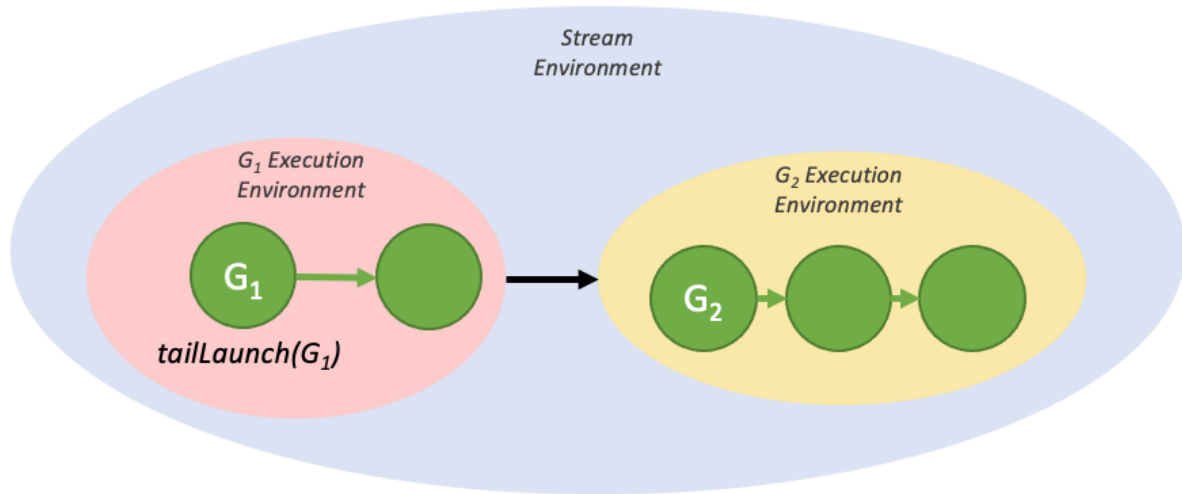 Stream
Environment
G₁ Execution
Environment
G₁
tailLaunch(G₁)
G₂ Execution
Environment
G₂